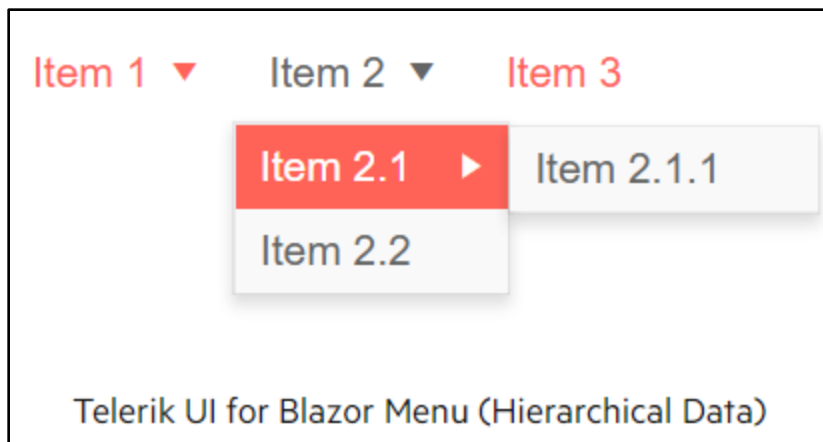 Item 1 Item 2 Item 3
Item 2.1 Item 2.1.1
Item 2.2
Telerik UI for Blazor Menu (Hierarchical Data)